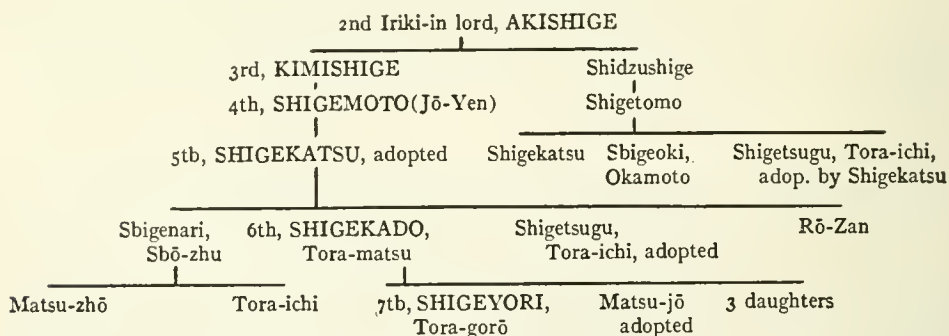 2nd Iriki-in lord, AKISHIGE
3rd, KIMISHIGE Shidzushige
4th, SHIGEMOTO (Jō-Yen) Shigetomo
5tb, SHIGEKATSU, adopted Shigekatsu Sbigeoki, Shigetsugu, Tora-ichi,
Okamoto adop. by Shigekatsu
Sbigenari, 6th, SHIGEKADO, Shigetsugu, Rō-Zan
Sbō-zhu Tora-matsu Tora-ichi, adopted
Matsu-zhō Tora-ichi 7tb, SHIGEYORI, Matsu-jō 3 daughters
Tora-gorō adopted